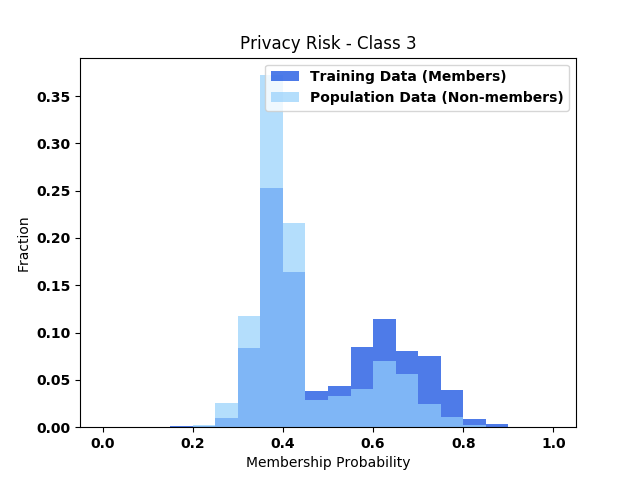 Privacy Risk - Class 3
Training Data (Members)
Population Data (Non-members)
0.35
0.30
0.25
0.20
0.15
0.10
0.05
0.00
Fraction
0.0 0.2 0.4 0.6 0.8 1.0
Membership Probability